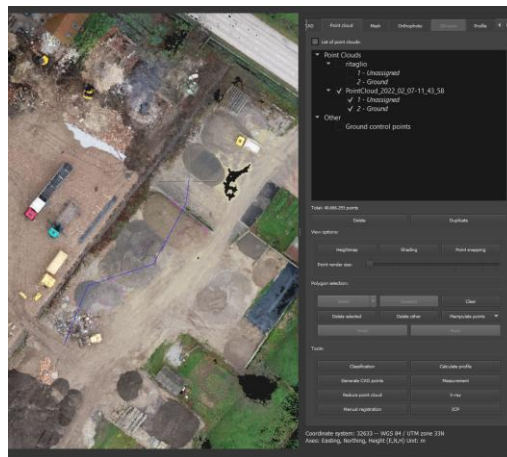 Point cloud Mesh Orthophoto Profile
List of point clouds:
Point Clouds
ritaglio
1 - Unassigned
2 - Ground
PointCloud_2022_02_07-11_43_58
1 - Unassigned
2 - Ground
Other
Ground control points
Delete Duplicate
View options:
Heightmap Shading Point snapping
Point render size:
Polygon selection:
Clear
Delete selected Delete other Manipulate points
Tools:
Classification Calculate profile
Generate CAD points Measurement
Reduce point cloud X-ray
Manual registration ICP
Coordinate system: 32633 — WGS 84 / UTM zone 33N
Axes: Easting, Northing, Height (E,N,H) Unit: m